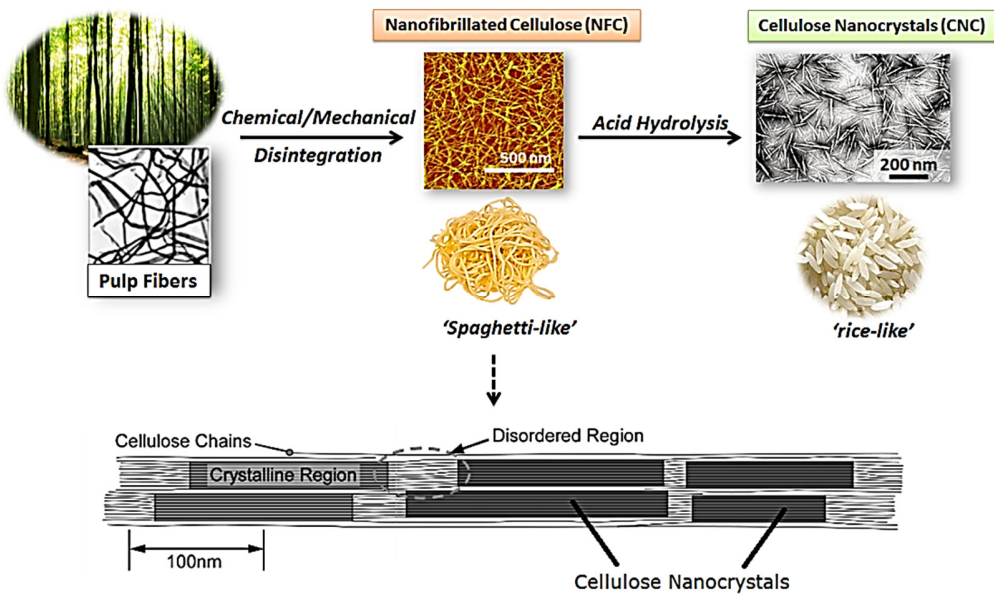 Nanofibrillated Cellulose (NFC)
Cellulose Nanocrystals (CNC)
Chemical/Mechanical
Disintegration
500 nm
Acid Hydrolysis
200 nm
Pulp Fibers
‘Spaghetti-like’
‘rice-like’
Cellulose Chains
Disordered Region
Crystalline Region
100nm
Cellulose Nanocrystals